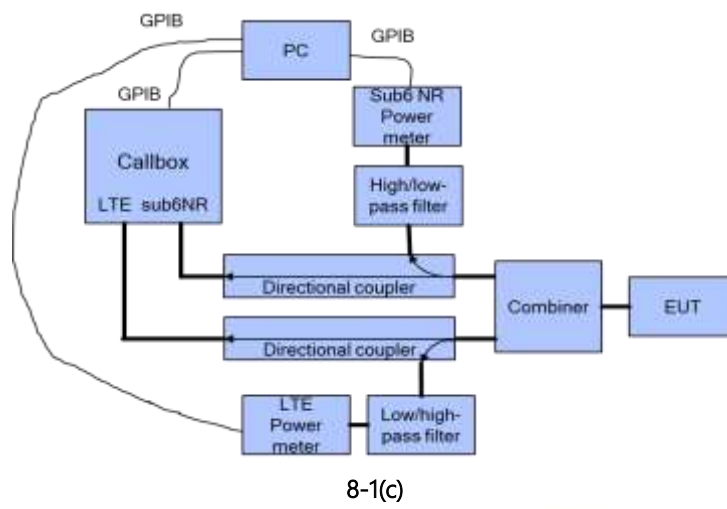 GPIB
PC
GPIB
GPIB
Sub6 NR
Power
meter
Callbox
LTE sub6NR
High/low-
pass filter
Directional coupler
Combiner
EUT
Directional coupler
LTE
Power
meter
Low/high-
pass filter
8-1(c)